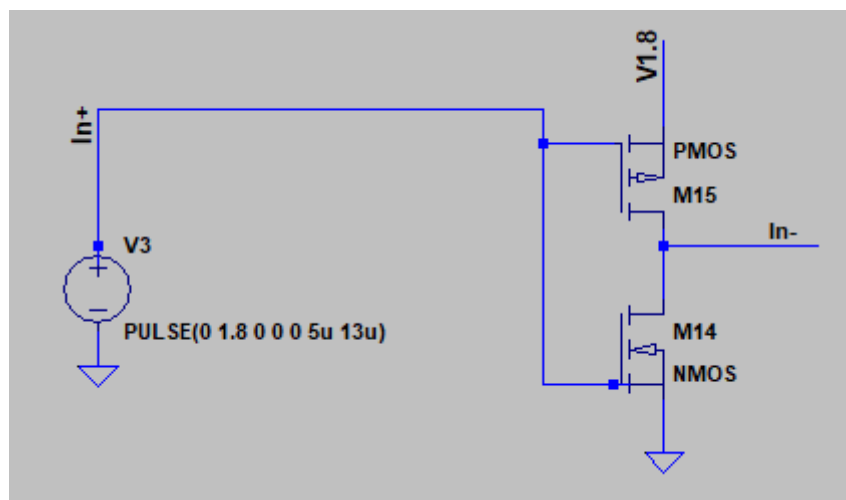 In+
V1.8
PMOS
M15
In-
V3
PULSE(0 1.8 0 0 0 5u 13u)
M14
NMOS